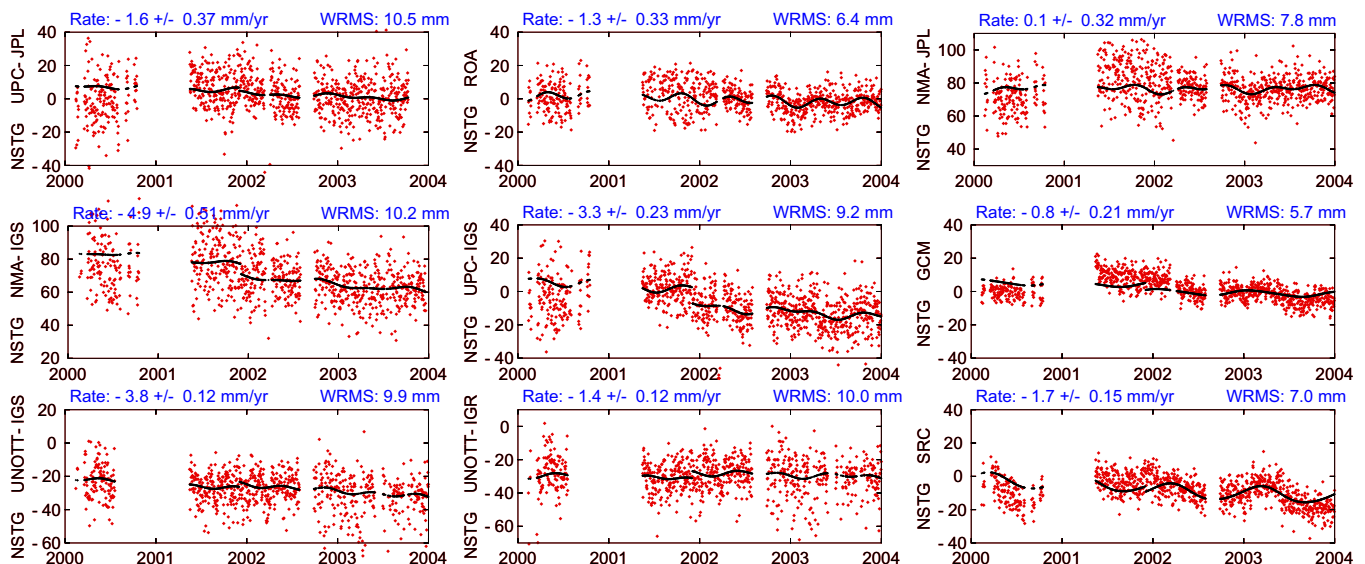 Rate: - 1.6 +/- 0.37 mm/yr WRMS: 10.5 mm
NSTG UPC- JPL
40
20
0
- 20
- 40
2000 2001 2002 2003 2004
Rate: - 1.3 +/- 0.33 mm/yr WRMS: 6.4 mm
NSTG ROA
40
20
0
- 20
- 40
2000 2001 2002 2003 2004
Rate: 0.1 +/- 0.32 mm/yr WRMS: 7.8 mm
NSTG NMA- JPL
100
80
60
40
2000 2001 2002 2003 2004
Rate: - 4.9 +/- 0.51 mm/yr WRMS: 10.2 mm
NSTG NMA- IGS
100
80
60
40
20
2000 2001 2002 2003 2004
Rate: - 3.3 +/- 0.23 mm/yr WRMS: 9.2 mm
NSTG UPC- IGS
40
20
0
- 20
- 40
2000 2001 2002 2003 2004
Rate: - 0.8 +/- 0.21 mm/yr WRMS: 5.7 mm
NSTG GCM
40
20
0
- 20
- 40
2000 2001 2002 2003 2004
Rate: - 3.8 +/- 0.12 mm/yr WRMS: 9.9 mm
NSTG UNOTT- IGS
20
0
- 20
- 40
- 60
2000 2001 2002 2003 2004
Rate: - 1.4 +/- 0.12 mm/yr WRMS: 10.0 mm
NSTG UNOTT- IGR
0
- 20
- 40
- 60
2000 2001 2002 2003 2004
Rate: - 1.7 +/- 0.15 mm/yr WRMS: 7.0 mm
NSTG SRC
40
20
0
- 20
- 40
2000 2001 2002 2003 2004